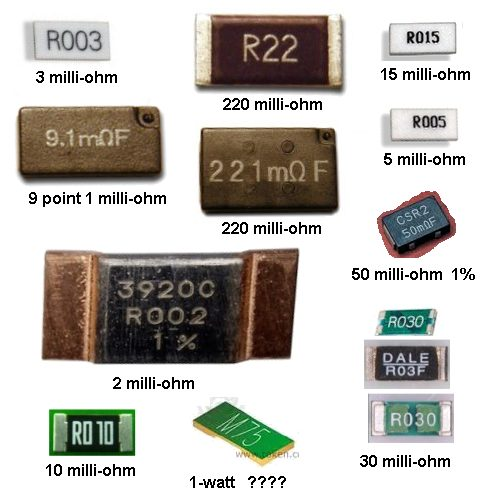 R003
3 milli-ohm
R22
220 milli-ohm
R015
15 milli-ohm
9.1mΩF
9 point 1 milli-ohm
221mΩ F
220 milli-ohm
R005
5 milli-ohm
CSR2
50mΩF
50 milli-ohm 1%
3920C
R002
1 %
2 milli-ohm
R030
DALE
R03F
R030
30 milli-ohm
R010
10 milli-ohm
M75
1-watt ????